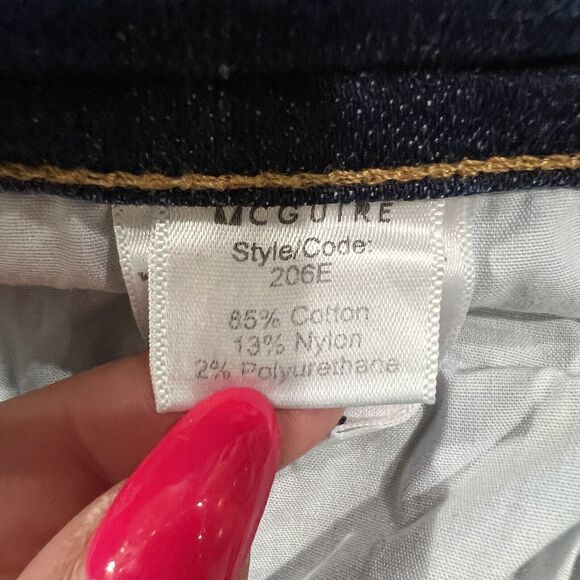 MCGUIRE
Style/Code:
206E
85% Cotton
13% Nylon
2% Polyurethane